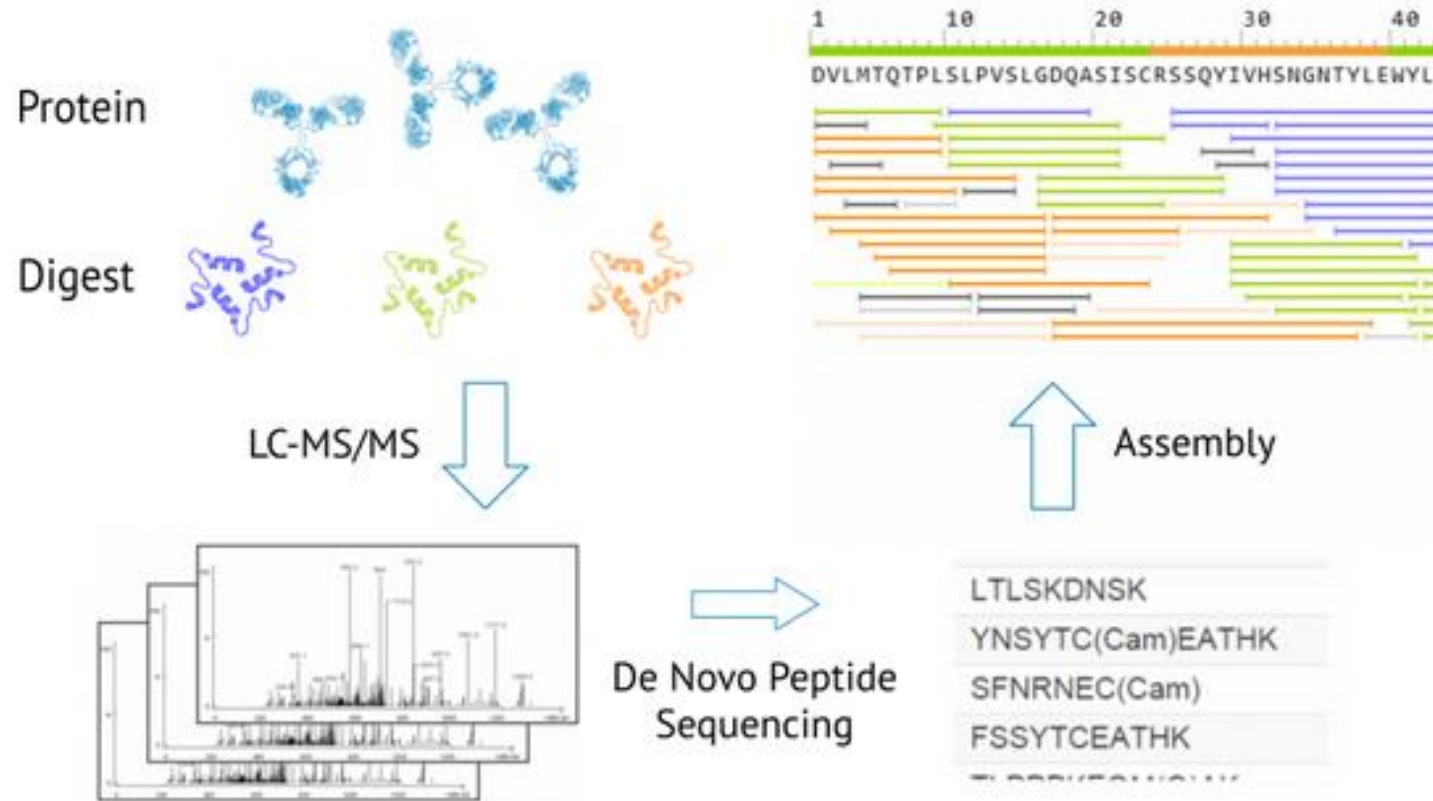 Protein
Digest
LC-MS/MS
De Novo Peptide
Sequencing
LTLSKDNSK
YNSYTC(Cam)EATHK
SFNRNEC(Cam)
FSSYTCEATHK
Assembly
1 10 20 30 40
DVLMTQTPLSLPVSLGDQASISCRSSQYIVHSNGNTYLEWYL